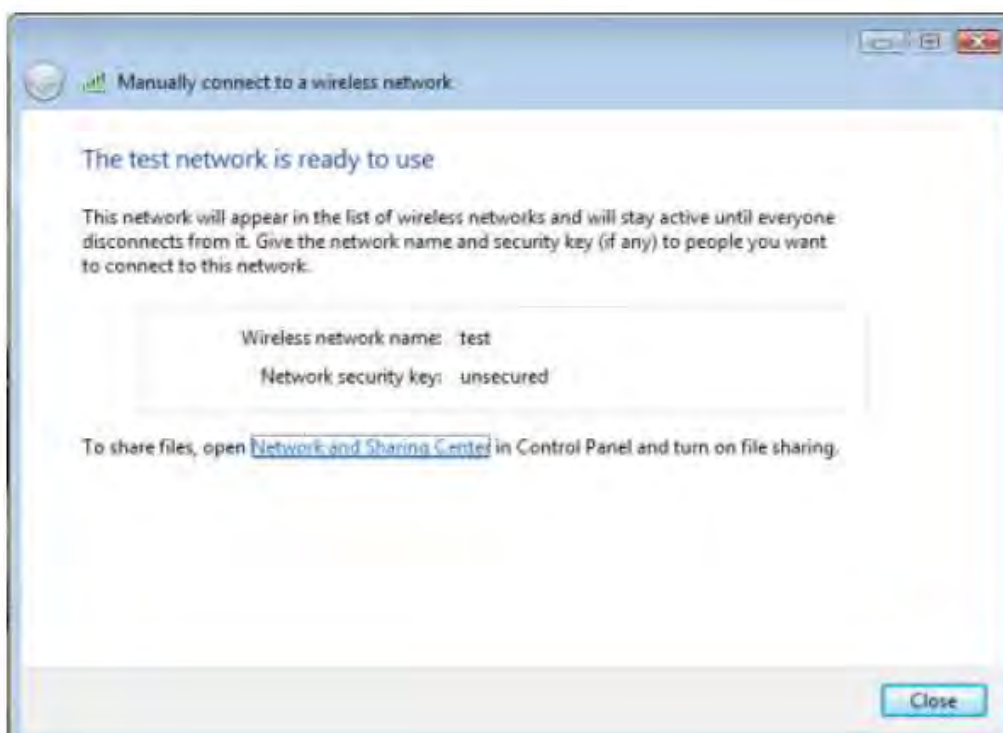 Manually connect to a wireless network
The test network is ready to use
This network will appear in the list of wireless networks and will stay active until everyone
disconnects from it. Give the network name and security key (if any) to people you want
to connect to this network.
Wireless network name: test
Network security key: unsecured
To share files, open Network and Sharing Center in Control Panel and turn on file sharing.
Close